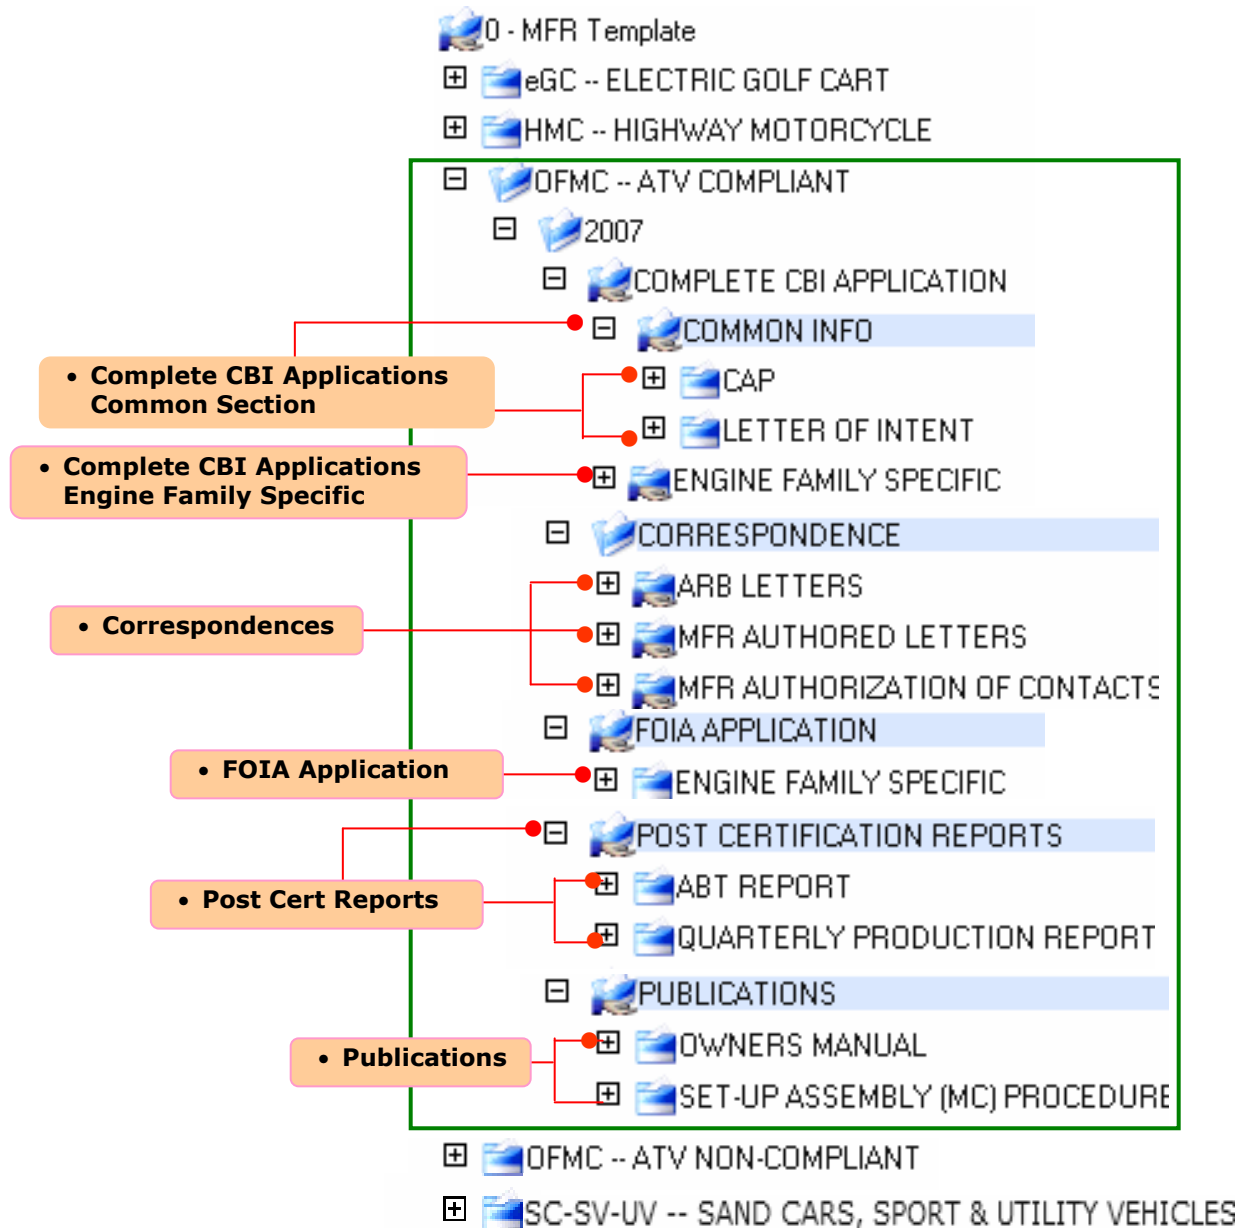 0 - MFR Template
eGC -- ELECTRIC GOLF CART
HMC -- HIGHWAY MOTORCYCLE
OFMC -- ATV COMPLIANT
2007
COMPLETE CBI APPLICATION
COMMON INFO
• Complete CBI Applications
Common Section
CAP
LETTER OF INTENT
• Complete CBI Applications
Engine Family Specific
ENGINE FAMILY SPECIFIC
CORRESPONDENCE
ARB LETTERS
• Correspondences
MFR AUTHORED LETTERS
MFR AUTHORIZATION OF CONTACTS
FOIA APPLICATION
• FOIA Application
ENGINE FAMILY SPECIFIC
POST CERTIFICATION REPORTS
• Post Cert Reports
ABT REPORT
QUARTERLY PRODUCTION REPORT
PUBLICATIONS
OWNERS MANUAL
• Publications
SET-UP ASSEMBLY (MC) PROCEDURE
OFMC -- ATV NON-COMPLIANT
SC-SV-UV -- SAND CARS, SPORT & UTILITY VEHICLES